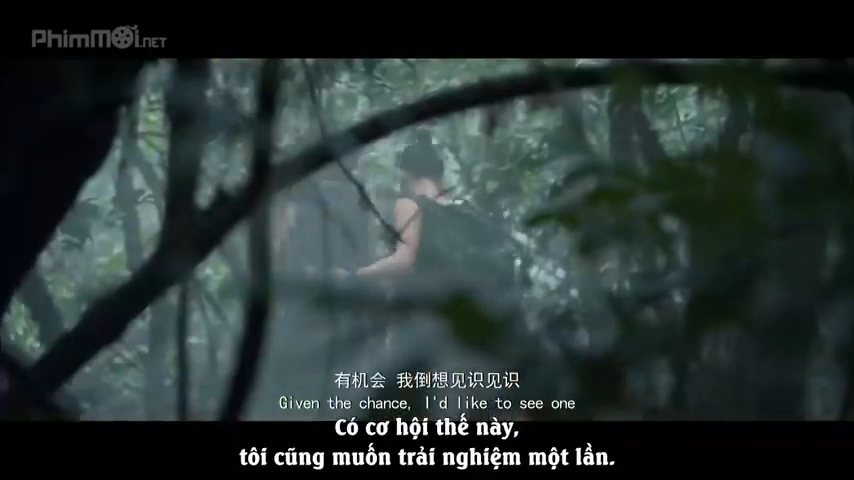 PhimMOi.NET
有机会 我倒想见识见识
Given the chance, I'd like to see one
Có cơ hội thế này,
tôi cũng muốn trải nghiệm một lần.